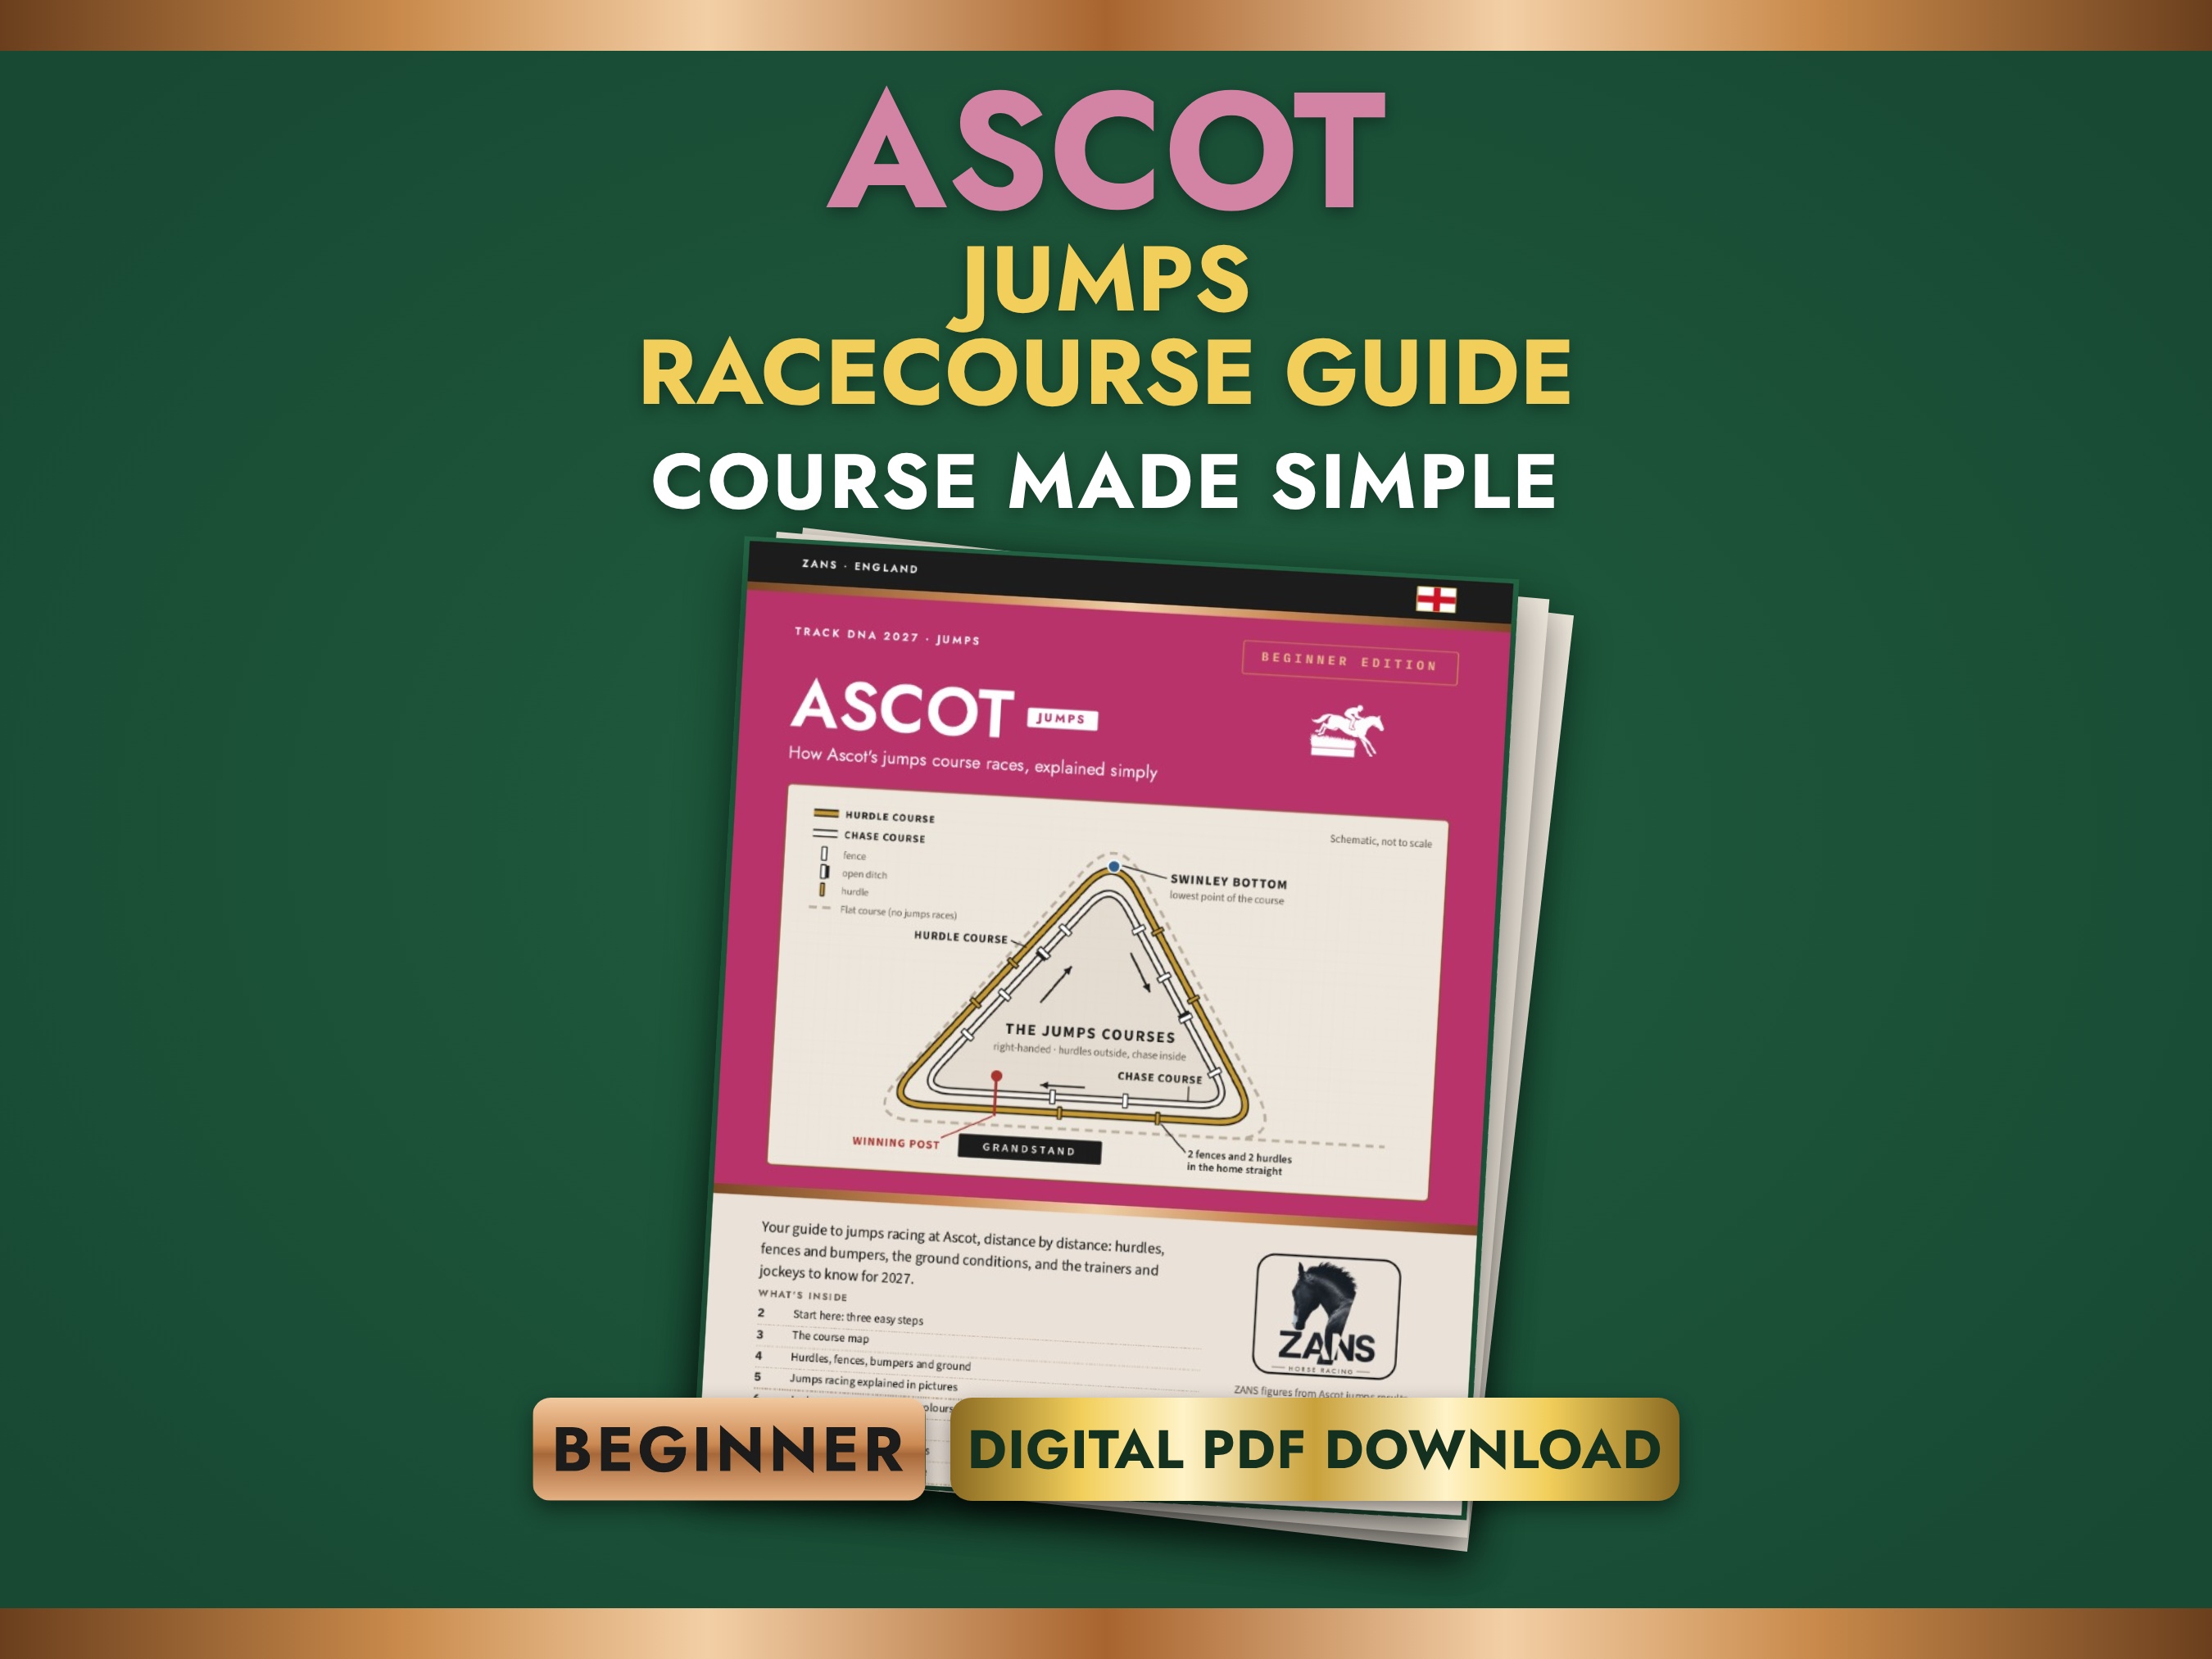 ASCOT
JUMPS
RACECOURSE GUIDE
COURSE MADE SIMPLE
ZANS · ENGLAND
TRACK DNA 2027 · JUMPS
BEGINNER EDITION
ASCOT JUMPS
How Ascot's jumps course races, explained simply
HURDLE COURSE
CHASE COURSE
fence
open ditch
hurdle
Flat course (no jumps races)
Schematic, not to scale
SWINLEY BOTTOM
lowest point of the course
HURDLE COURSE
THE JUMPS COURSES
right-handed · hurdles outside, chase inside
CHASE COURSE
WINNING POST
GRANDSTAND
2 fences and 2 hurdles
in the home straight
Your guide to jumps racing at Ascot, distance by distance: hurdles,
fences and bumpers, the ground conditions, and the trainers and
jockeys to know for 2027.
WHAT'S INSIDE
2 Start here: three easy steps
3 The course map
4 Hurdles, fences, bumpers and ground
5 Jumps racing explained in pictures
ZANS
HORSE RACING
ZANS figures from Ascot jumps
BEGINNER
DIGITAL PDF DOWNLOAD